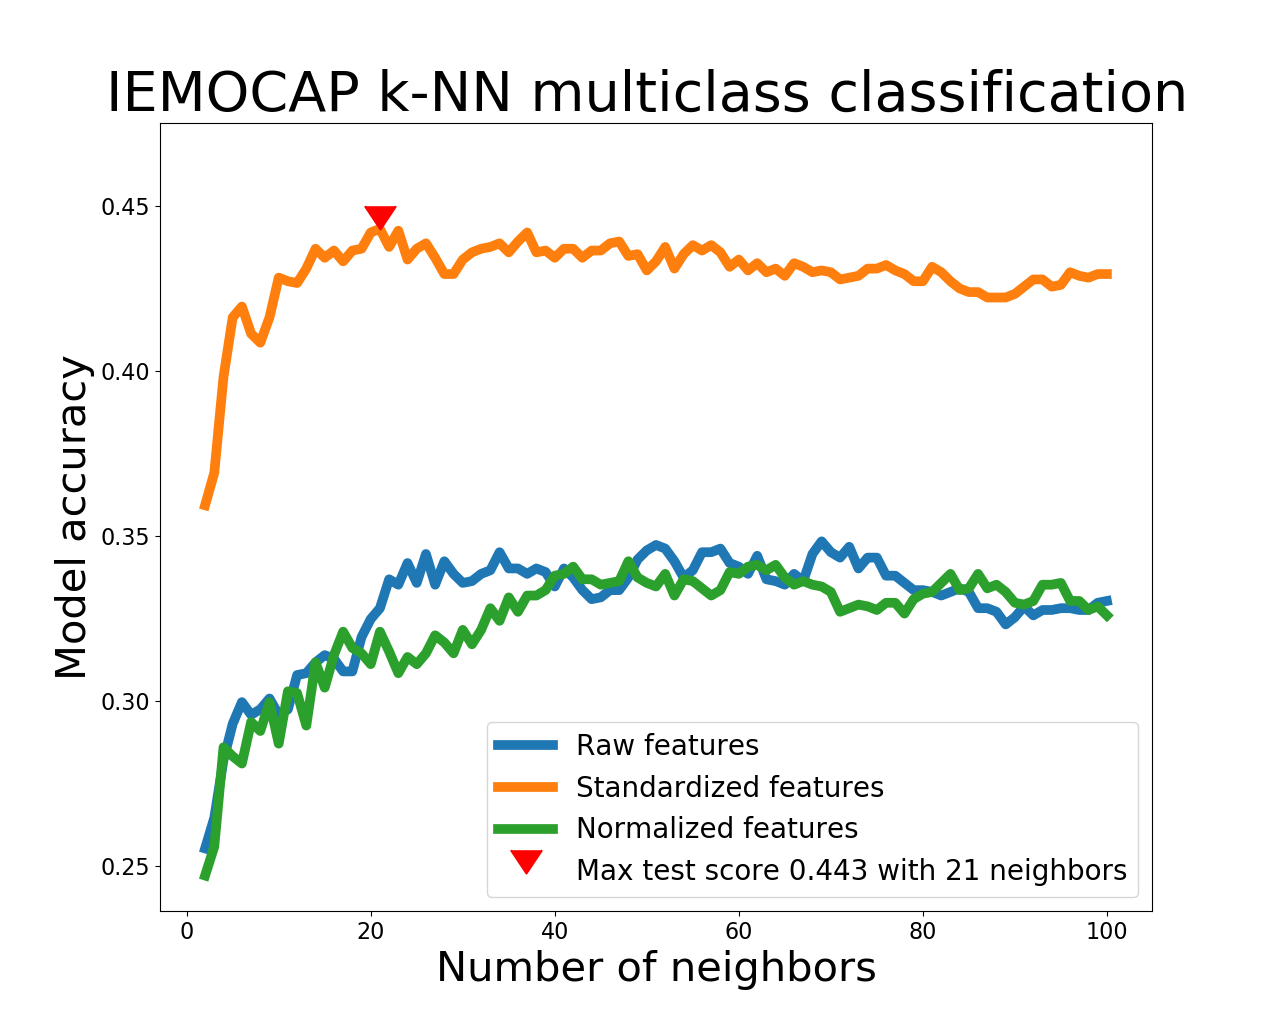 IEMOCAP k-NN multiclass classification
Model accuracy
0.45
0.40
0.35
0.30
0.25
Raw features
Standardized features
Normalized features
Max test score 0.443 with 21 neighbors
0 20 40 60 80 100
Number of neighbors